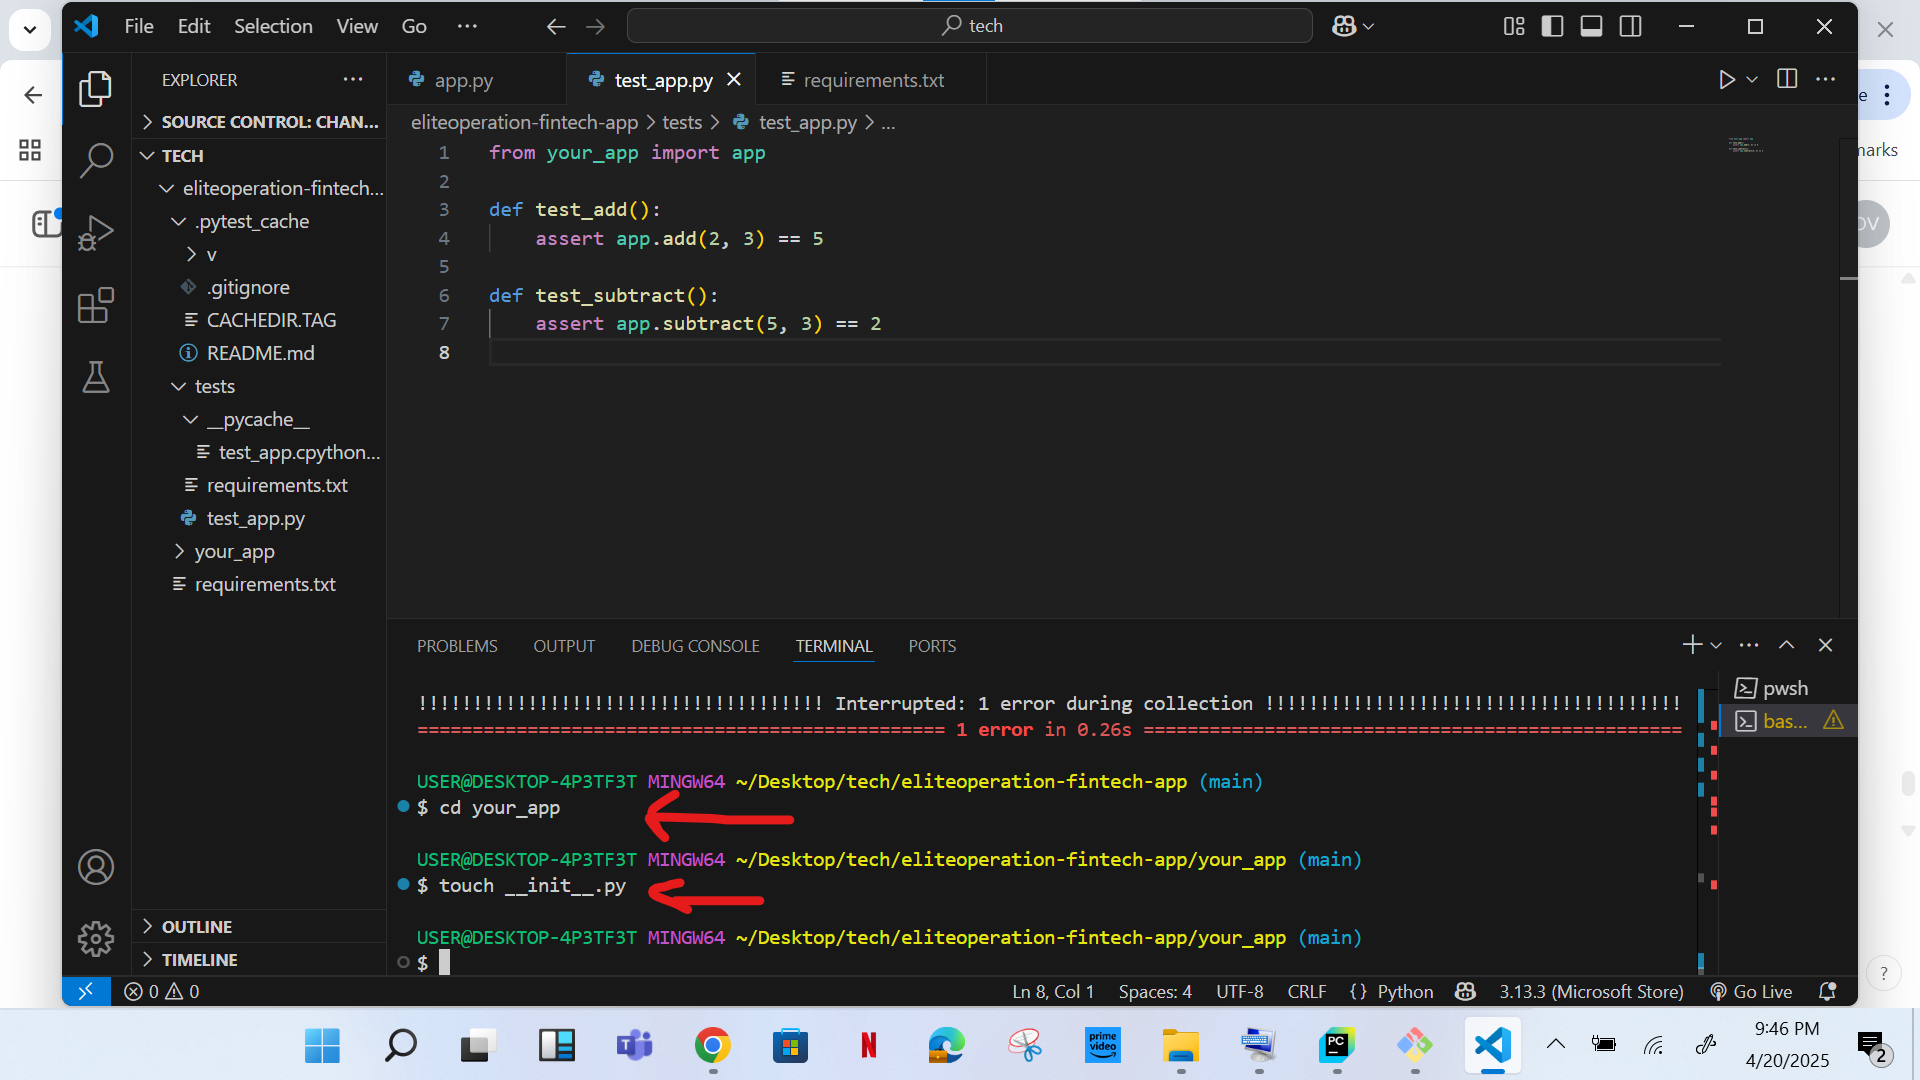 File Edit Selection View Go ...
tech
EXPLORER ...
app.py
test_app.py
requirements.txt
SOURCE CONTROL: CHAN...
TECH
eliteoperation-fintech...
.pytest_cache
v
.gitignore
CACHEDIR.TAG
README.md
tests
__pycache__
test_app.cpython...
requirements.txt
test_app.py
your_app
requirements.txt
OUTLINE
TIMELINE
eliteoperation-fintech-app > tests > test_app.py > ...
1 from your_app import app
2
3 def test_add():
4 assert app.add(2, 3) == 5
5
6 def test_subtract():
7 assert app.subtract(5, 3) == 2
8
e
marks
OV
PROBLEMS OUTPUT DEBUG CONSOLE TERMINAL PORTS
!!!!!!!!!!!!!!!!!!!!!!!!!!!!!!!!!!!!! Interrupted: 1 error during collection !!!!!!!!!!!!!!!!!!!!!!!!!!!!!!!!!!!!!!
================================================ 1 error in 0.26s =================================================
USER@DESKTOP-4P3TF3T MINGW64 ~/Desktop/tech/eliteoperation-fintech-app (main)
$ cd your_app
USER@DESKTOP-4P3TF3T MINGW64 ~/Desktop/tech/eliteoperation-fintech-app/your_app (main)
$ touch __init__.py
USER@DESKTOP-4P3TF3T MINGW64 ~/Desktop/tech/eliteoperation-fintech-app/your_app (main)
$
pwsh
bas...
0 0
Ln 8, Col 1 Spaces: 4 UTF-8 CRLF {} Python 3.13.3 (Microsoft Store) Go Live
?
N
prime video
PC
9:46 PM
4/20/2025
2